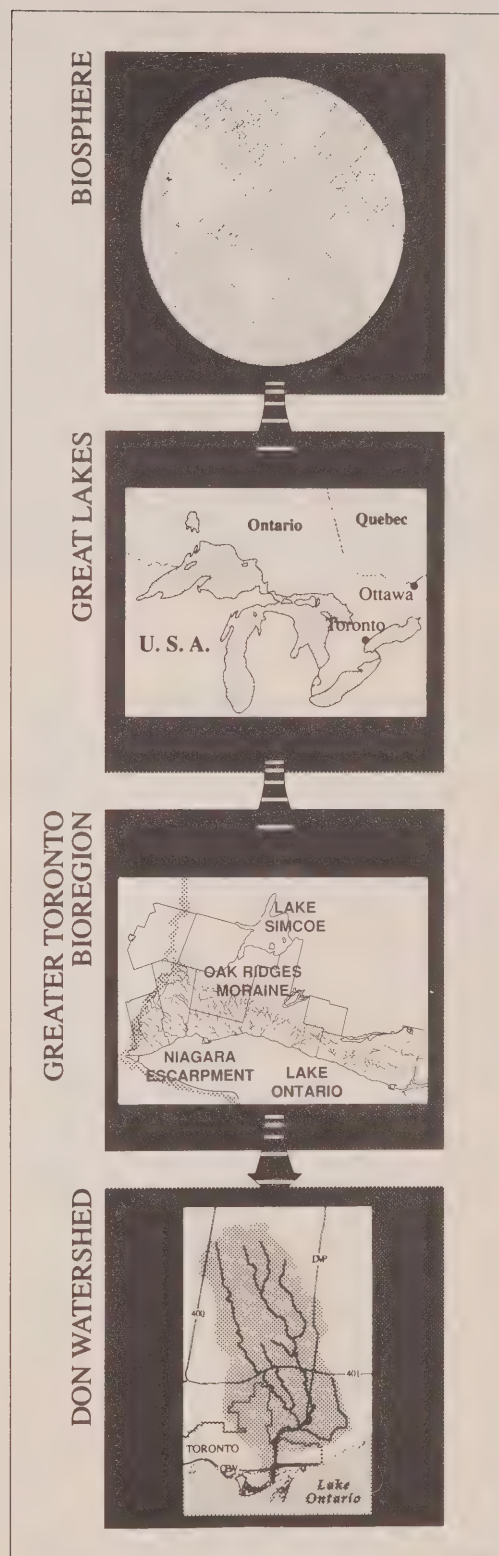 BIOSPHERE
GREAT LAKES
Ontario
Quebec
Ottawa
Toronto
U. S. A.
GREATER TORONTO
BIOREGION
LAKE
SIMCOE
OAK RIDGES
MORAINE
NIAGARA
ESCARPMENT
LAKE
ONTARIO
DON WATERSHED
DVP
400
401
TORONTO
Lake
Ontario